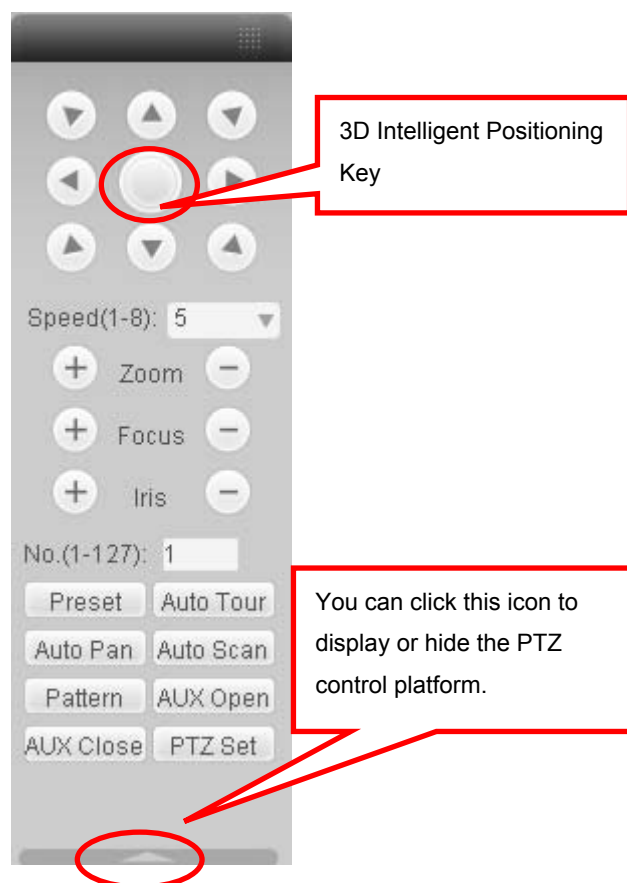 3D Intelligent Positioning
Key
Speed(1-8): 5
Zoom
Focus
Iris
No.(1-127): 1
Preset Auto Tour
Auto Pan Auto Scan
Pattern AUX Open
AUX Close PTZ Set
You can click this icon to
display or hide the PTZ
control platform.